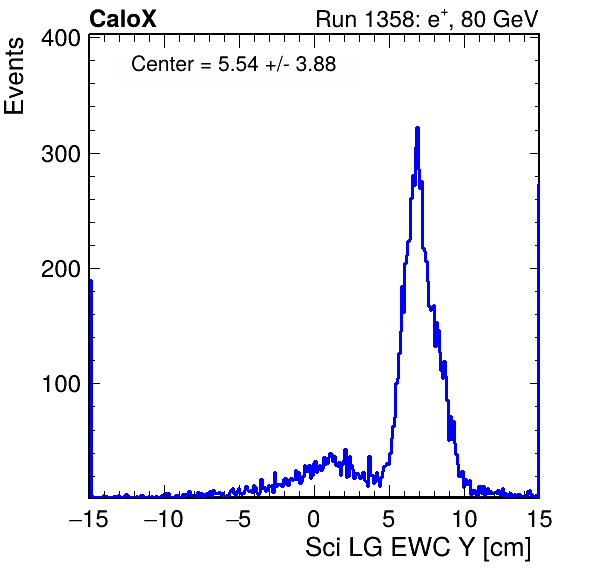 CaloX Run 1358: e⁺, 80 GeV
Center = 5.54 +/- 3.88
Events
400
300
200
100
−15 −10 −5 0 5 10 15
Sci LG EWC Y [cm]